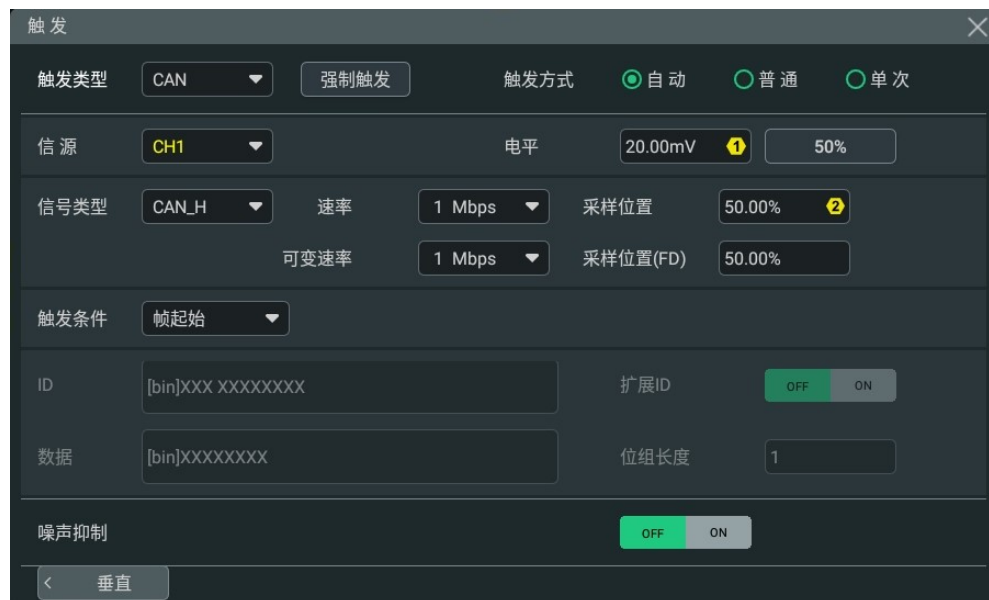 触发
触发类型 CAN 强制触发 触发方式 自动 普通 单次
信源 CH1 电平 20.00mV 1 50%
信号类型 CAN_H 速率 1 Mbps 采样位置 50.00% 2
可变速率 1 Mbps 采样位置(FD) 50.00%
触发条件 帧起始
ID [bin]XXX XXXXXXXX 扩展ID OFF ON
数据 [bin]XXXXXXXX 位组长度 1
噪声抑制 OFF ON
< 垂直